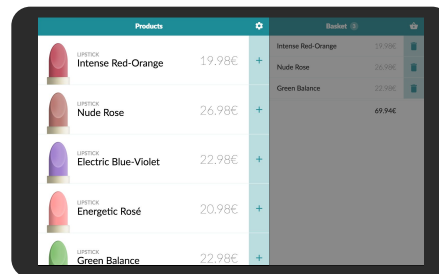 Products
LIPSTICK
Intense Red-Orange
19.98€
+
LIPSTICK
Nude Rose
26.98€
+
LIPSTICK
Electric Blue-Violet
22.98€
+
LIPSTICK
Energetic Rosé
20.98€
+
LIPSTICK
Green Balance
22.98€
+
Basket 3
Intense Red-Orange 19.98€
Nude Rose 26.98€
Green Balance 22.98€
69.94€